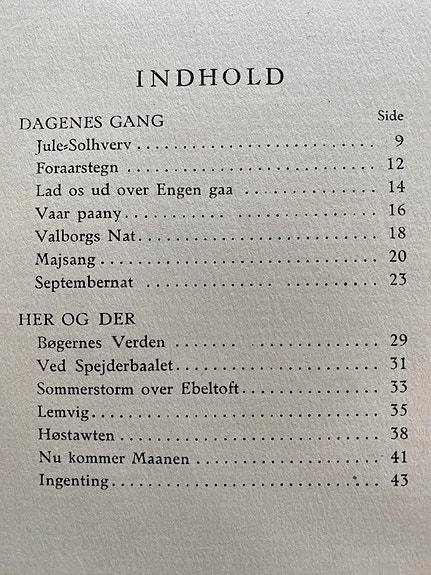 INDHOLD
Side
DAGENES GANG
Jule-Solhverv . . . . . . . . . . . . . . . . . . . . . . . . . . 9
Foraarstegn . . . . . . . . . . . . . . . . . . . . . . . . . . . 12
Lad os ud over Engen gaa . . . . . . . . . . . . . . . 14
Vaar paany . . . . . . . . . . . . . . . . . . . . . . . . . . . 16
Valborgs Nat . . . . . . . . . . . . . . . . . . . . . . . . . . 18
Majsang . . . . . . . . . . . . . . . . . . . . . . . . . . . . . . 20
Septembernat . . . . . . . . . . . . . . . . . . . . . . . . . 23
HER OG DER
Bøgernes Verden . . . . . . . . . . . . . . . . . . . . . . . 29
Ved Spejderbaalet . . . . . . . . . . . . . . . . . . . . . . 31
Sommerstorm over Ebeltoft . . . . . . . . . . . . . . . 33
Lemvig . . . . . . . . . . . . . . . . . . . . . . . . . . . . . . . 35
Høstawten . . . . . . . . . . . . . . . . . . . . . . . . . . . . 38
Nu kommer Maanen . . . . . . . . . . . . . . . . . . . . 41
Ingenting . . . . . . . . . . . . . . . . . . . . . . . . . . . . . 43